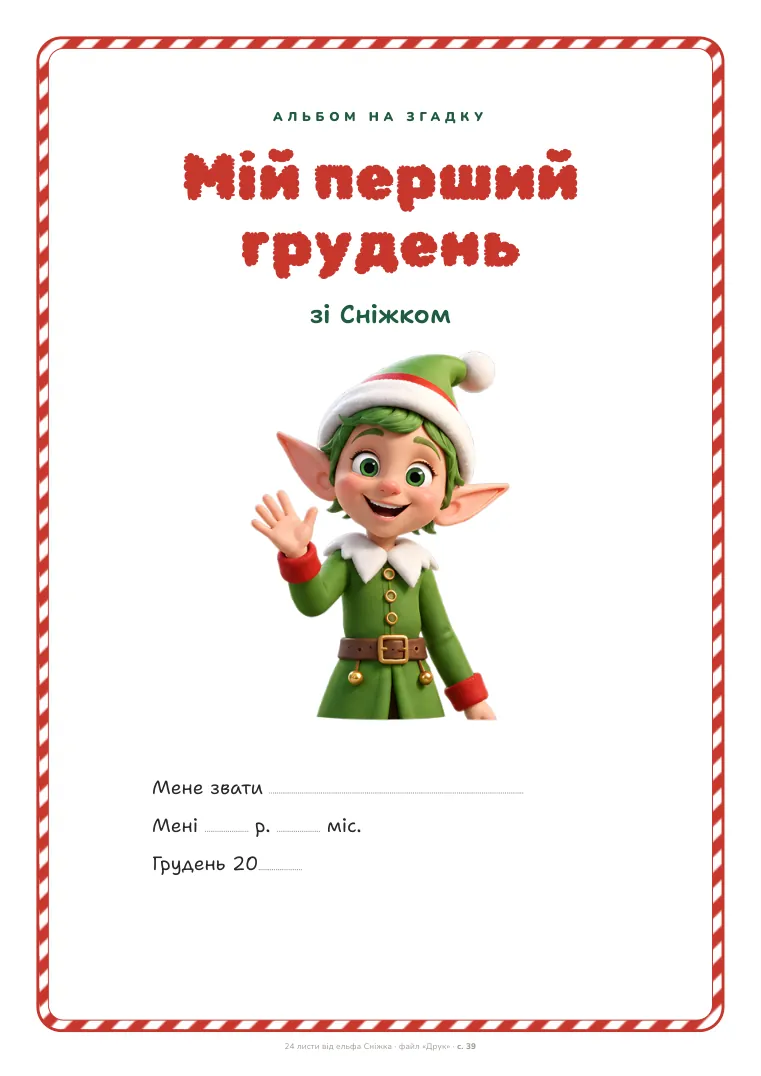 АЛЬБОМ НА ЗГАДКУ
Мій перший
грудень
зі Сніжком
Мене звати
Мені р. міс.
Грудень 20
24 листи від ельфа Сніжка · файл «Друк» · с. 39